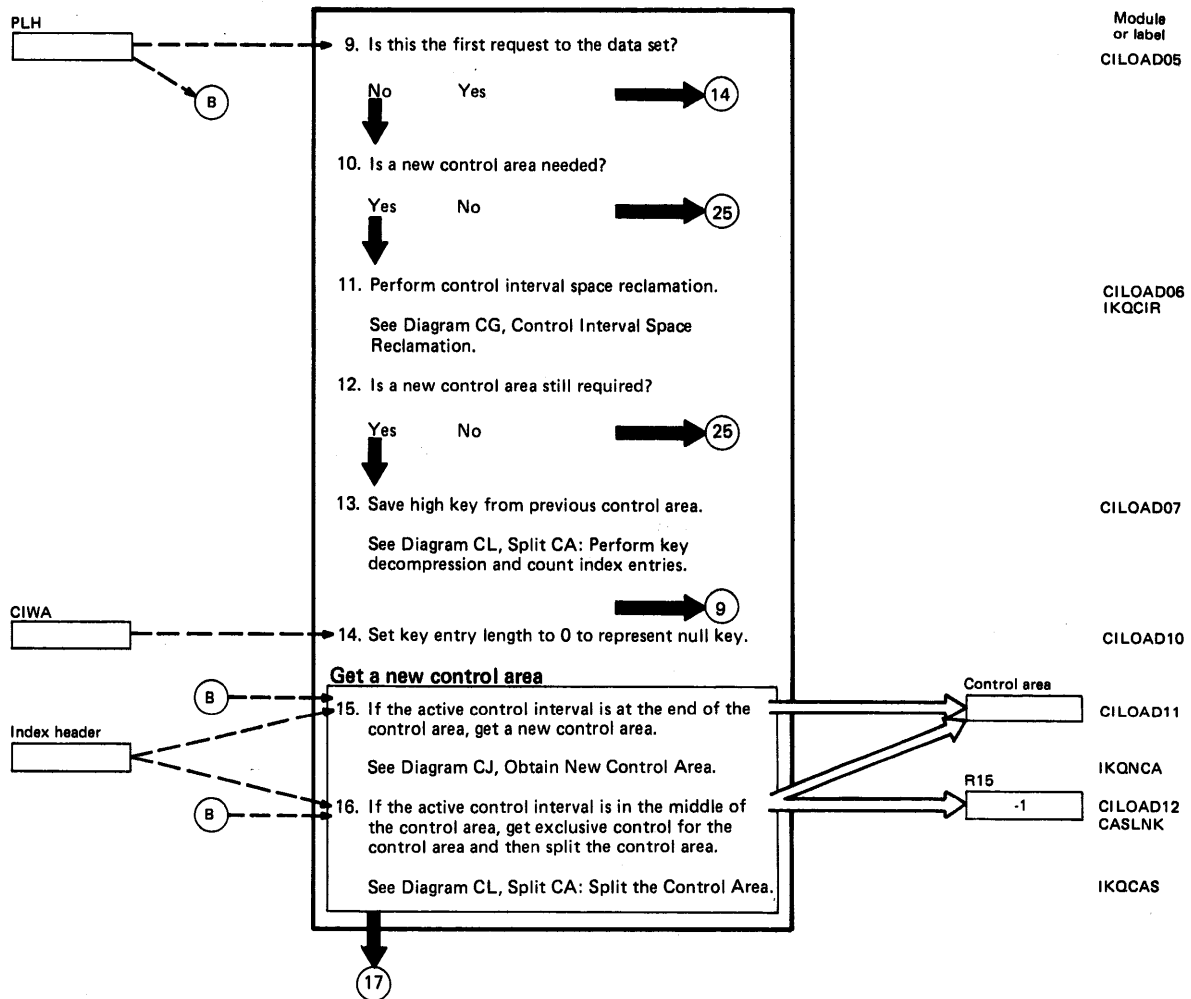 PLH
Module
or label
9. Is this the first request to the data set?
CILOAD05
B
No Yes 14
10. Is a new control area needed?
Yes No 25
11. Perform control interval space reclamation.
CILOAD06
IKQCIR
See Diagram CG, Control Interval Space
Reclamation.
12. Is a new control area still required?
Yes No 25
13. Save high key from previous control area.
CILOAD07
See Diagram CL, Split CA: Perform key
decompression and count index entries.
9
CIWA
14. Set key entry length to 0 to represent null key.
CILOAD10
Get a new control area
B
Control area
15. If the active control interval is at the end of the
control area, get a new control area.
CILOAD11
Index header
See Diagram CJ, Obtain New Control Area.
IKQNCA
R15
-1
B
16. If the active control interval is in the middle of
the control area, get exclusive control for the
control area and then split the control area.
CILOAD12
CASLNK
See Diagram CL, Split CA: Split the Control Area.
IKQCAS
17